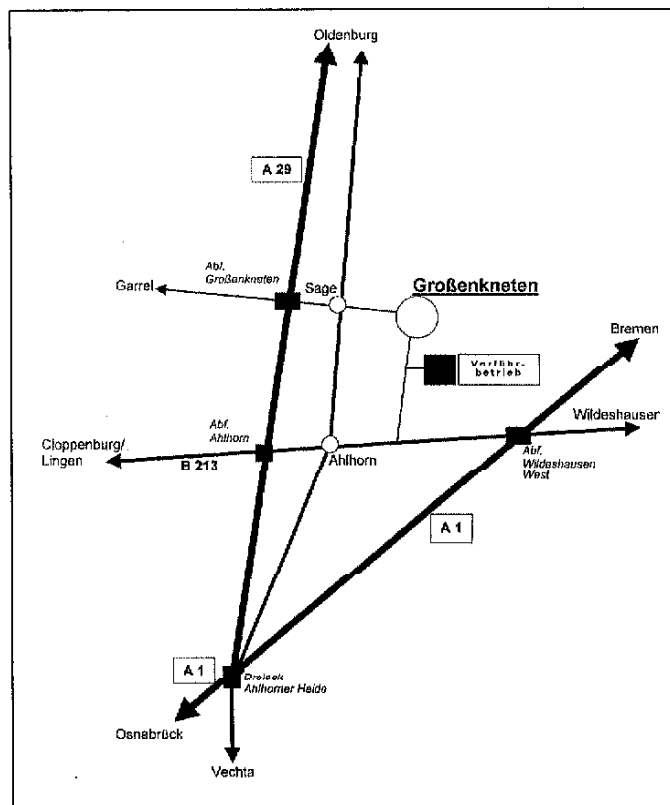 Oldenburg
A 29
Abf.
Großenkneten
Garrel
Sage
Großenkneten
Bremen
Vorführ-
betrieb
Wildeshausen
Abf.
Ahlhorn
Cloppenburg/
Lingen
B 213
Ahlhorn
Abf.
Wildeshausen
West
A 1
A 1
Dreieck
Ahlhorner Heide
Osnabrück
Vechta